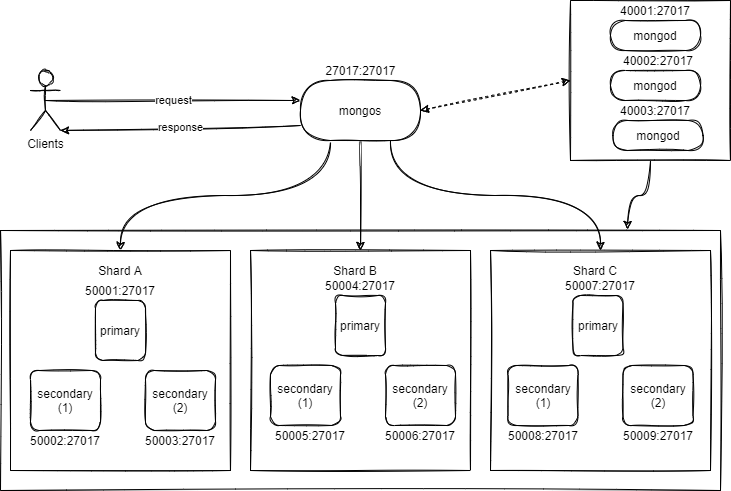 40001:27017
mongod
40002:27017
mongod
40003:27017
mongod
27017:27017
mongos
request
response
Clients
Shard A
50001:27017
primary
secondary
(1)
secondary
(2)
50002:27017
50003:27017
Shard B
50004:27017
primary
secondary
(1)
secondary
(2)
50005:27017
50006:27017
Shard C
50007:27017
primary
secondary
(1)
secondary
(2)
50008:27017
50009:27017